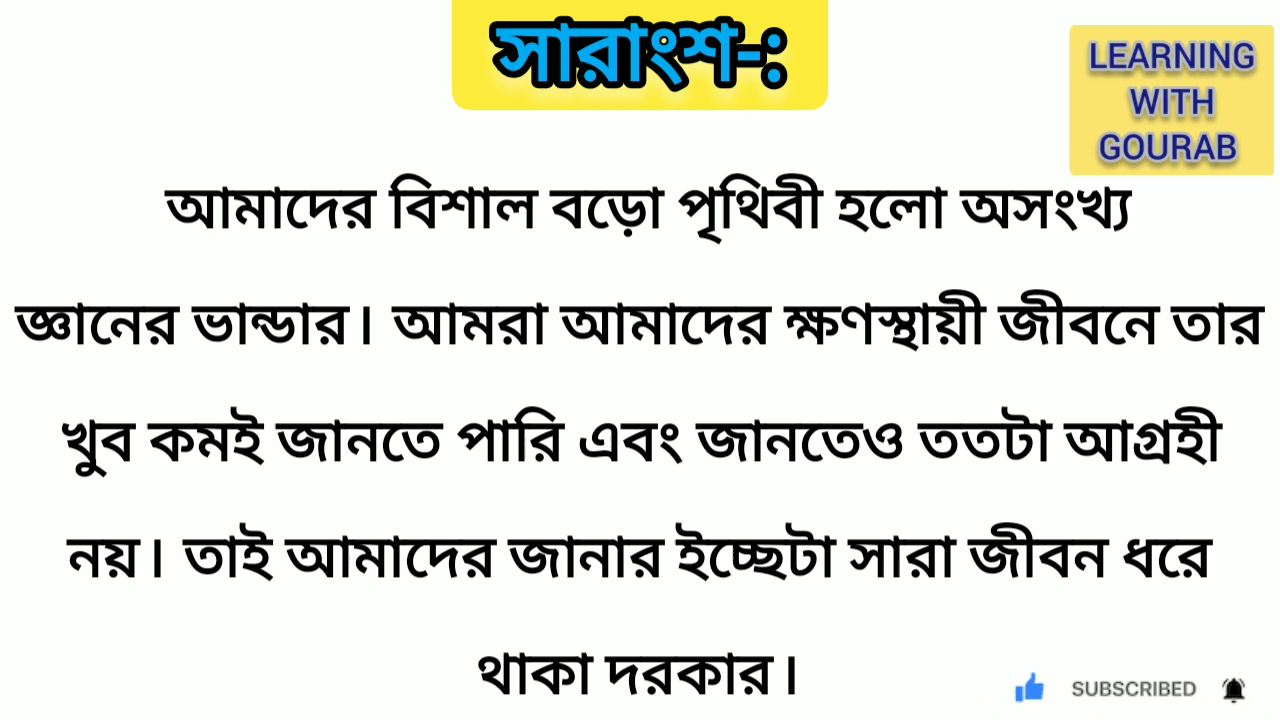 সারাংশ-ঃ
LEARNING
WITH
GOURAB
আমাদের বিশাল বড়ো পৃথিবী হলো অসংখ্য
জ্ঞানের ভান্ডার। আমরা আমাদের ক্ষণস্থায়ী জীবনে তার
খুব কমই জানতে পারি এবং জানতেও ততটা আগ্রহী
নয়। তাই আমাদের জানার ইচ্ছেটা সারা জীবন ধরে
থাকা দরকার।
SUBSCRIBED